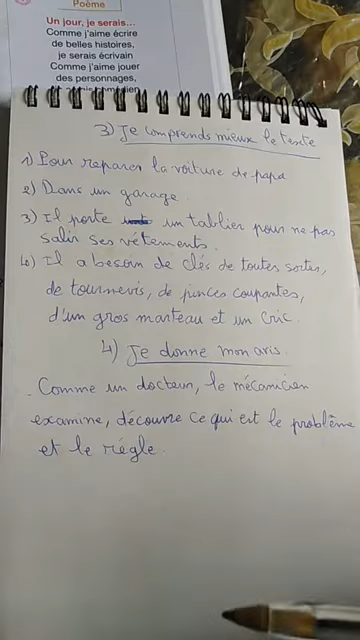 Poème
Un jour, je serais...
Comme j'aime écrire
de belles histoires,
je serais écrivain
Comme j'aime jouer
des personnages,
3) Je comprends mieux le texte
1) Pour reparer la voiture de papa
2) Dans un garage.
3) Il porte un tablier pour ne pas
salir ses vêtements.
4) Il a besoin de clés de toutes sortes,
de tournevis, de pinces coupantes,
d'un gros marteau et un cric.
4) Je donne mon avis.
. Comme un docteur, le mécanicien
examine, découvre ce qui est le problème
et le régle.